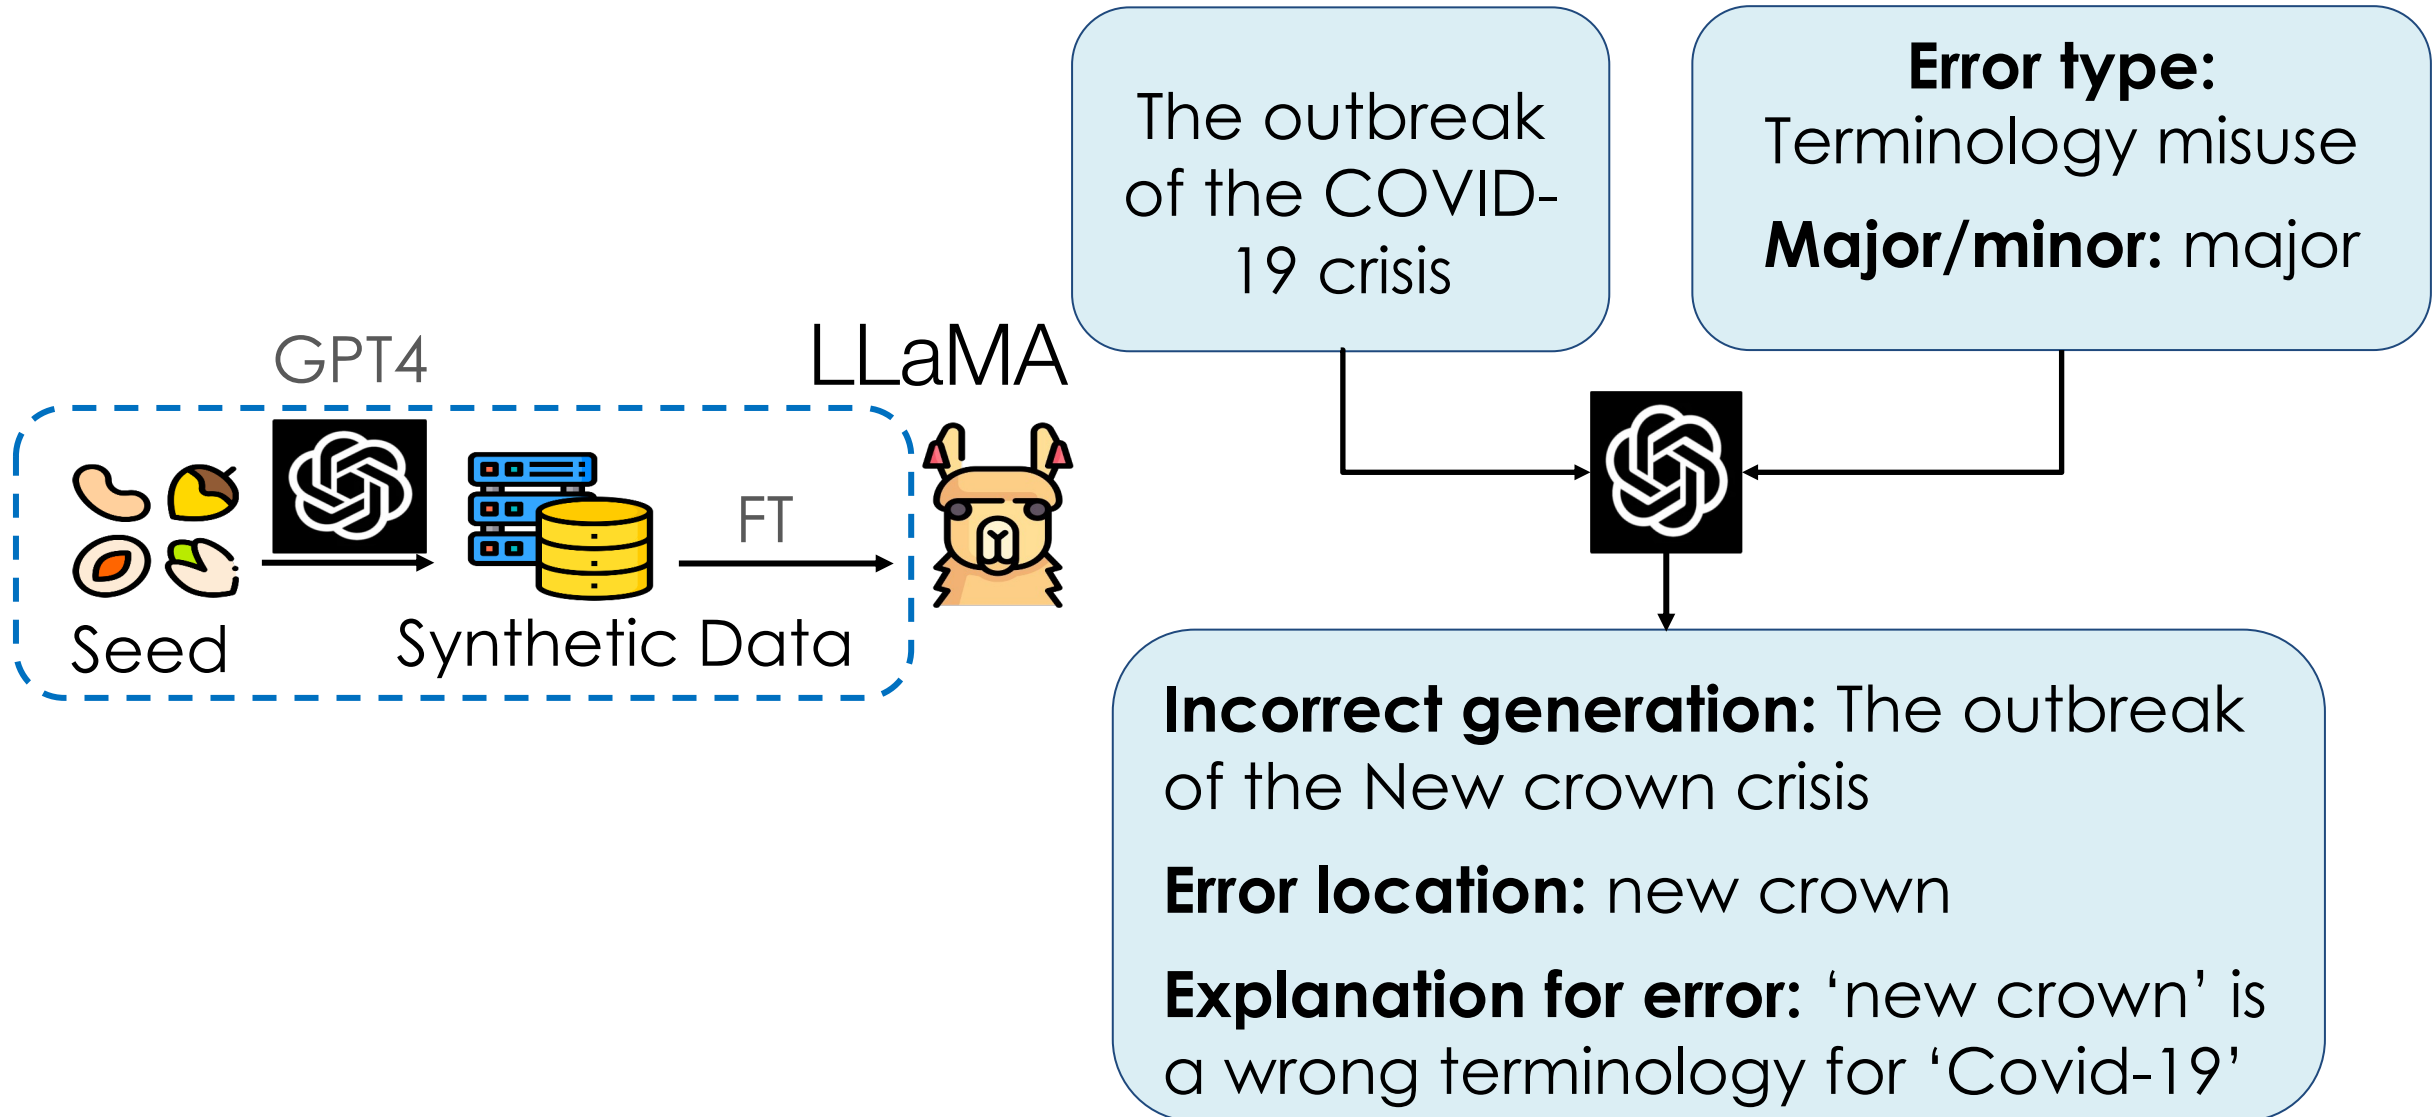 GPT4
LLaMA
FT
Seed
Synthetic Data
The outbreak
of the COVID-
19 crisis
Error type:
Terminology misuse
Major/minor: major
Incorrect generation: The outbreak
of the New crown crisis
Error location: new crown
Explanation for error: ‘new crown’ is
a wrong terminology for ‘Covid-19’